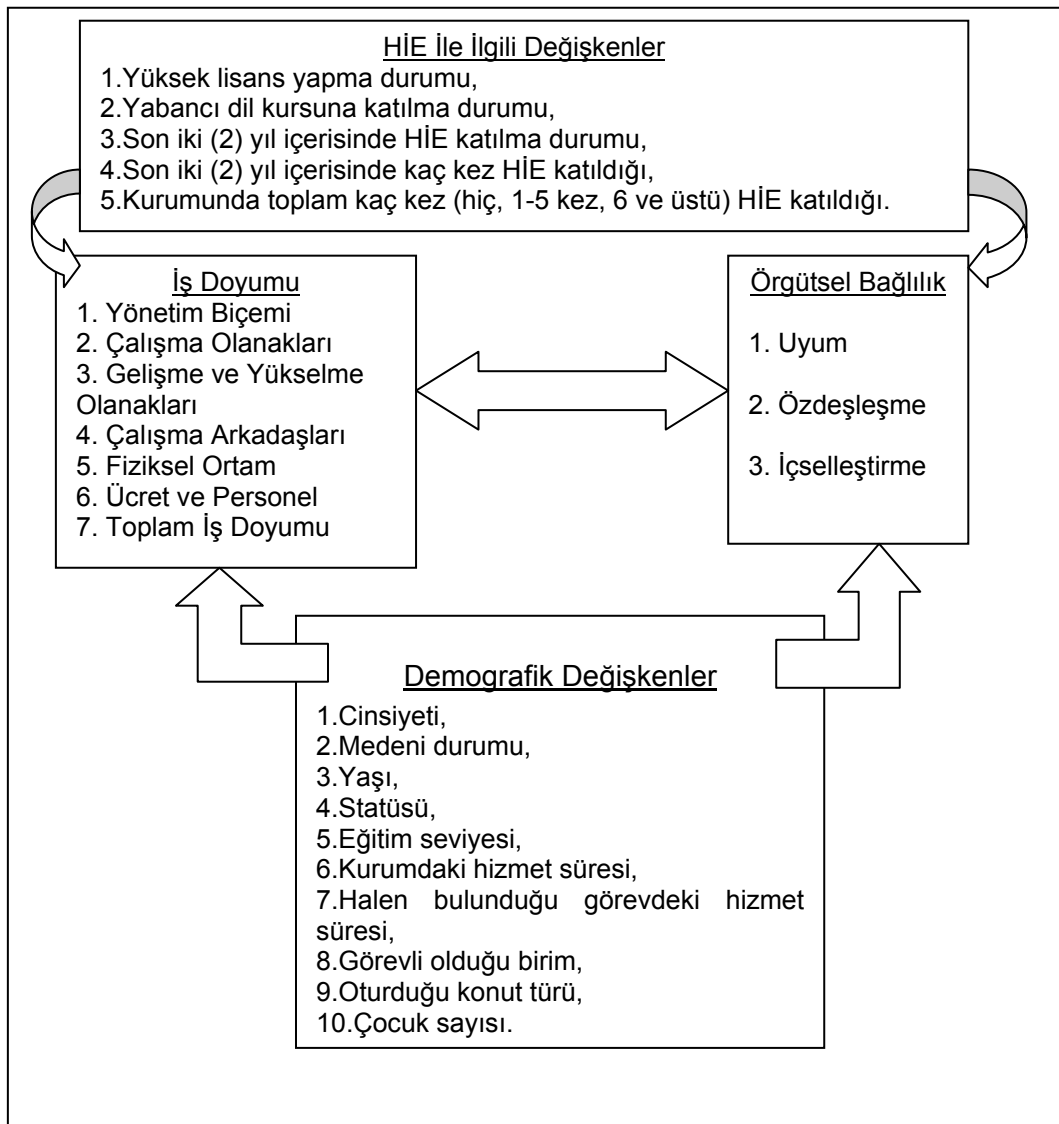 HİE İle İlgili Değişkenler
1.Yüksek lisans yapma durumu,
2.Yabancı dil kursuna katılma durumu,
3.Son iki (2) yıl içerisinde HİE katılma durumu,
4.Son iki (2) yıl içerisinde kaç kez HİE katıldığı,
5.Kurumunda toplam kaç kez (hiç, 1-5 kez, 6 ve üstü) HİE katıldığı.
İş Doyumu
1. Yönetim Biçemi
2. Çalışma Olanakları
3. Gelişme ve Yükselme
Olanakları
4. Çalışma Arkadaşları
5. Fiziksel Ortam
6. Ücret ve Personel
7. Toplam İş Doyumu
Örgütsel Bağlılık
1. Uyum
2. Özdeşleşme
3. İçselleştirme
Demografik Değişkenler
1.Cinsiyeti,
2.Medeni durumu,
3.Yaşı,
4.Statüsü,
5.Eğitim seviyesi,
6.Kurumdaki hizmet süresi,
7.Halen bulunduğu görevdeki hizmet
süresi,
8.Görevli olduğu birim,
9.Oturduğu konut türü,
10.Çocuk sayısı.